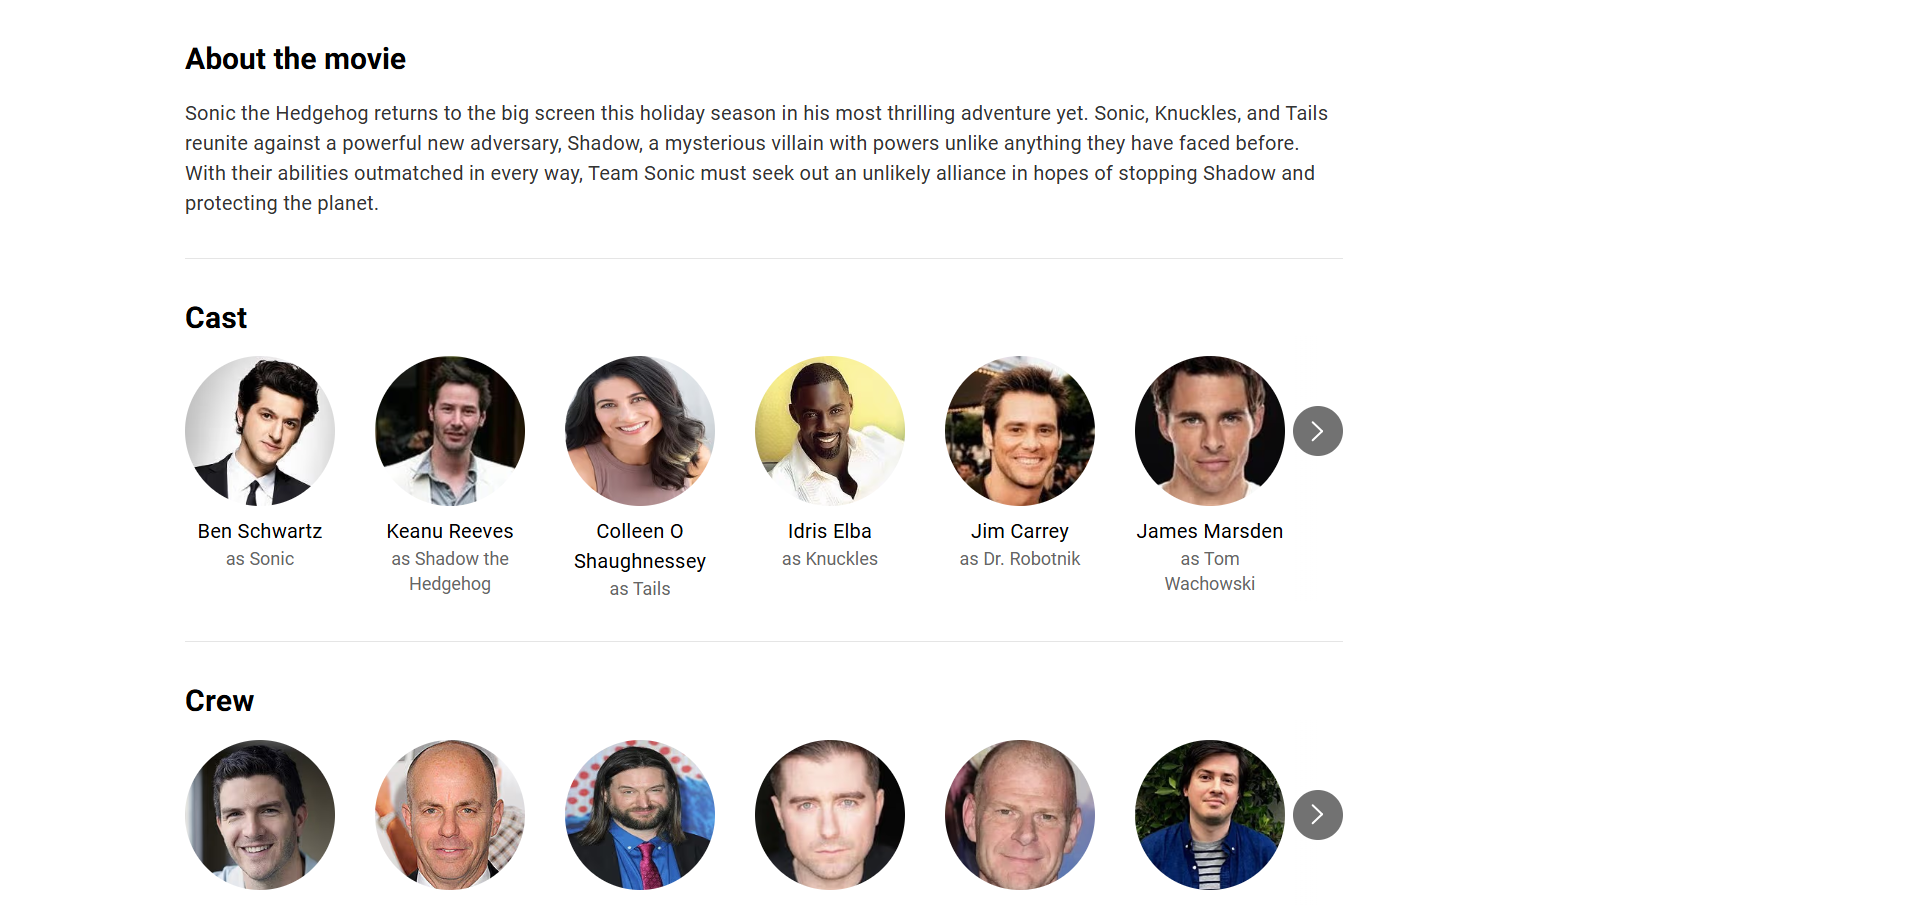 About the movie
Sonic the Hedgehog returns to the big screen this holiday season in his most thrilling adventure yet. Sonic, Knuckles, and Tails
reunite against a powerful new adversary, Shadow, a mysterious villain with powers unlike anything they have faced before.
With their abilities outmatched in every way, Team Sonic must seek out an unlikely alliance in hopes of stopping Shadow and
protecting the planet.
Cast
Ben Schwartz
as Sonic
Keanu Reeves
as Shadow the
Hedgehog
Colleen O
Shaughnessey
as Tails
Idris Elba
as Knuckles
Jim Carrey
as Dr. Robotnik
James Marsden
as Tom
Wachowski
Crew